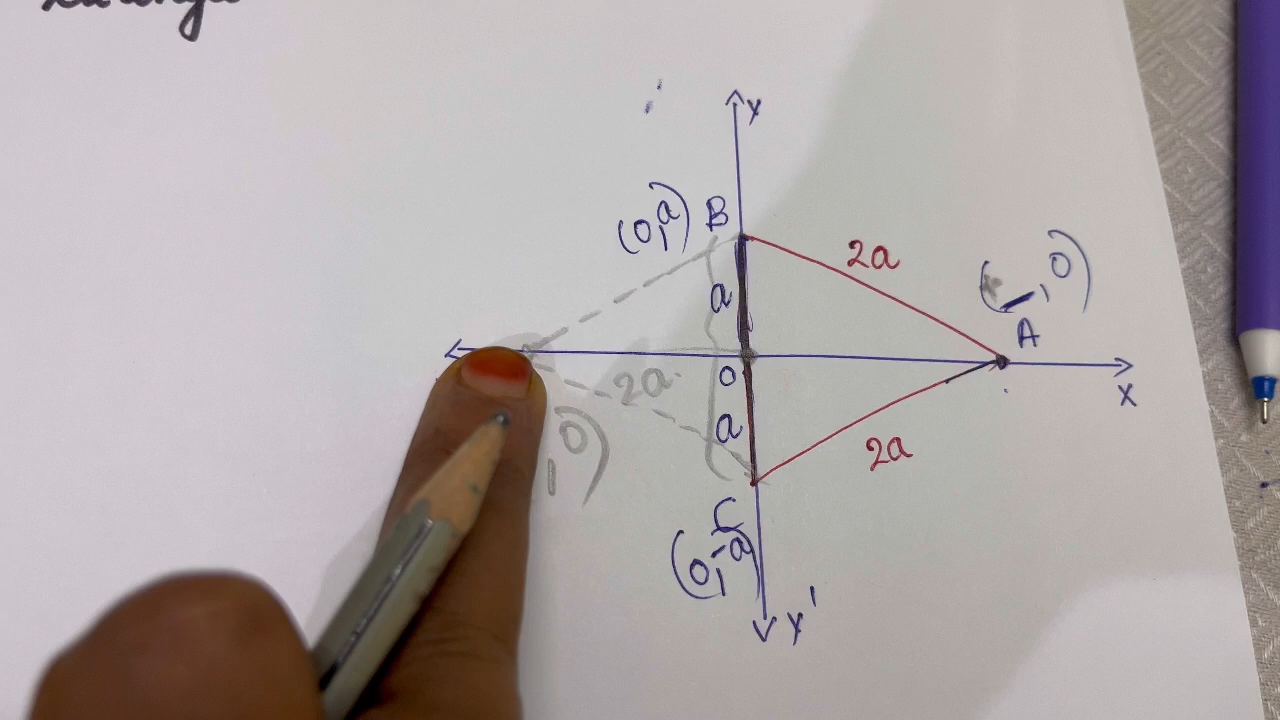 Y
(0,a) B
2a
( , 0)
a
A
O
2a
X
a
, 0)
2a
C
(0,-a)
Y'